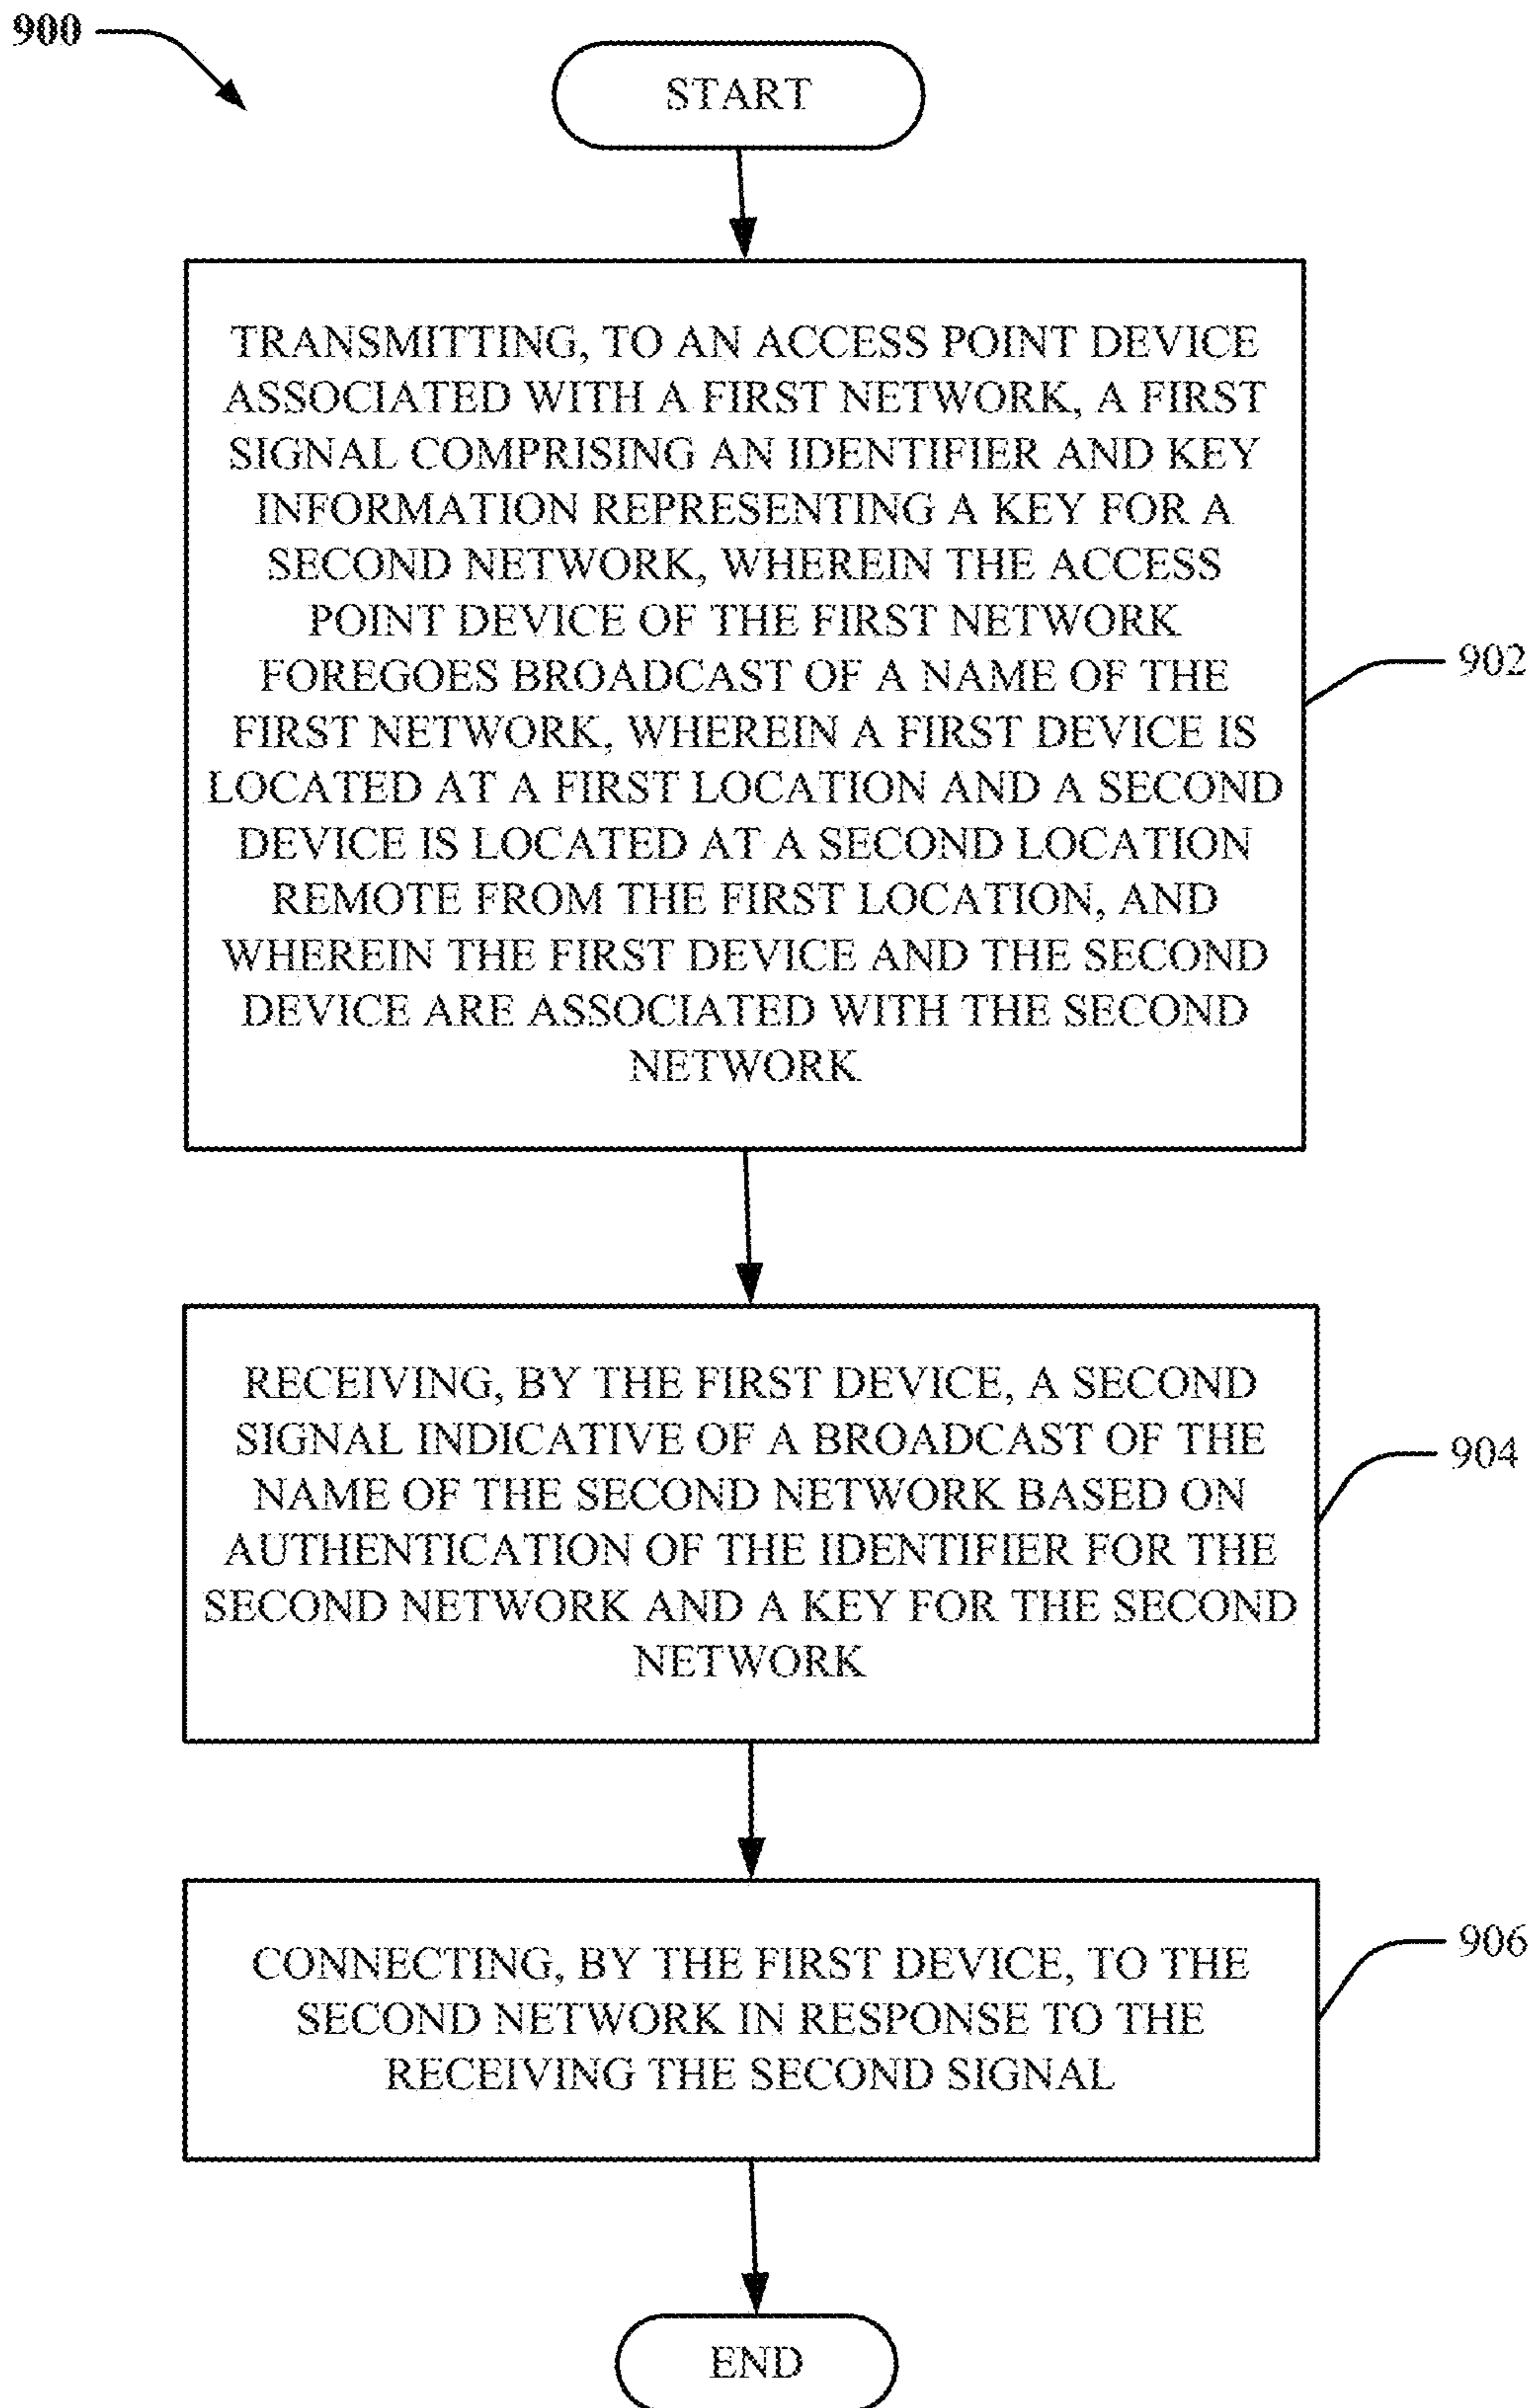 900
START
TRANSMITTING, TO AN ACCESS POINT DEVICE
ASSOCIATED WITH A FIRST NETWORK, A FIRST
SIGNAL COMPRISING AN IDENTIFIER AND KEY
INFORMATION REPRESENTING A KEY FOR A
SECOND NETWORK, WHEREIN THE ACCESS
POINT DEVICE OF THE FIRST NETWORK
FOREGOES BROADCAST OF A NAME OF THE
FIRST NETWORK, WHEREIN A FIRST DEVICE IS
LOCATED AT A FIRST LOCATION AND A SECOND
DEVICE IS LOCATED AT A SECOND LOCATION
REMOTE FROM THE FIRST LOCATION, AND
WHEREIN THE FIRST DEVICE AND THE SECOND
DEVICE ARE ASSOCIATED WITH THE SECOND
NETWORK
902
RECEIVING, BY THE FIRST DEVICE, A SECOND
SIGNAL INDICATIVE OF A BROADCAST OF THE
NAME OF THE SECOND NETWORK BASED ON
AUTHENTICATION OF THE IDENTIFIER FOR THE
SECOND NETWORK AND A KEY FOR THE SECOND
NETWORK
904
CONNECTING, BY THE FIRST DEVICE, TO THE
SECOND NETWORK IN RESPONSE TO THE
RECEIVING THE SECOND SIGNAL
906
END